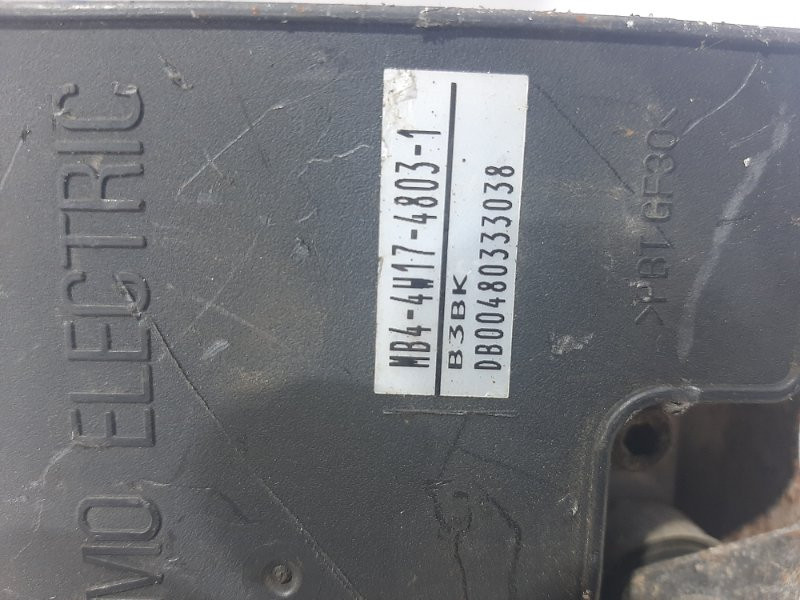 MO ELECTRIC
MB4-4W17-4803-1
B3BK
DB00480333038
>PBT-GF30<